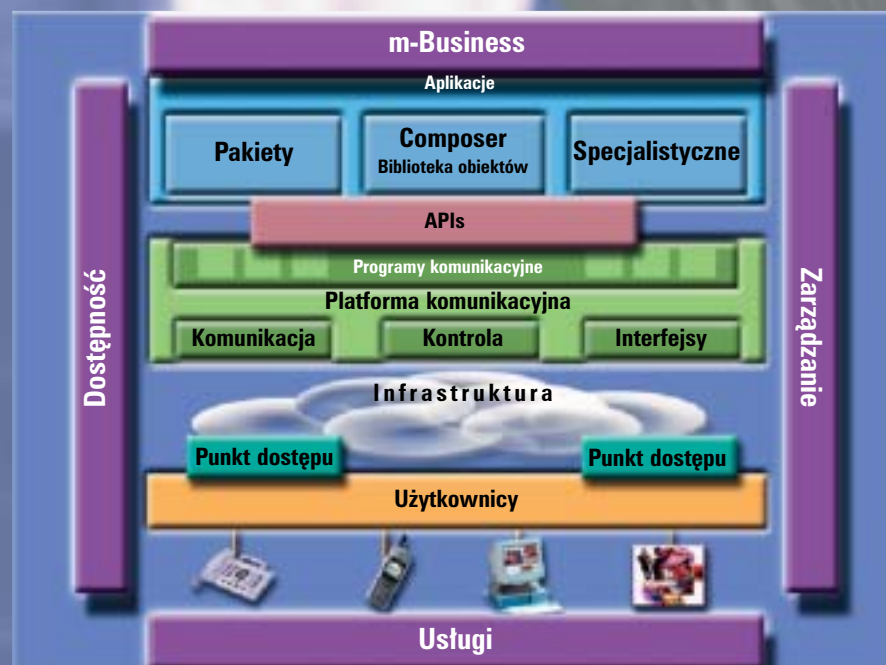 m-Business
Aplikacje
Pakiety
Composer
Biblioteka obiektów
Specjalistyczne
APIs
Programy komunikacyjne
Platforma komunikacyjna
Komunikacja
Kontrola
Interfejsy
Infrastruktura
Punkt dostępu
Punkt dostępu
Użytkownicy
Usługi
Dostępność
Zarządzanie